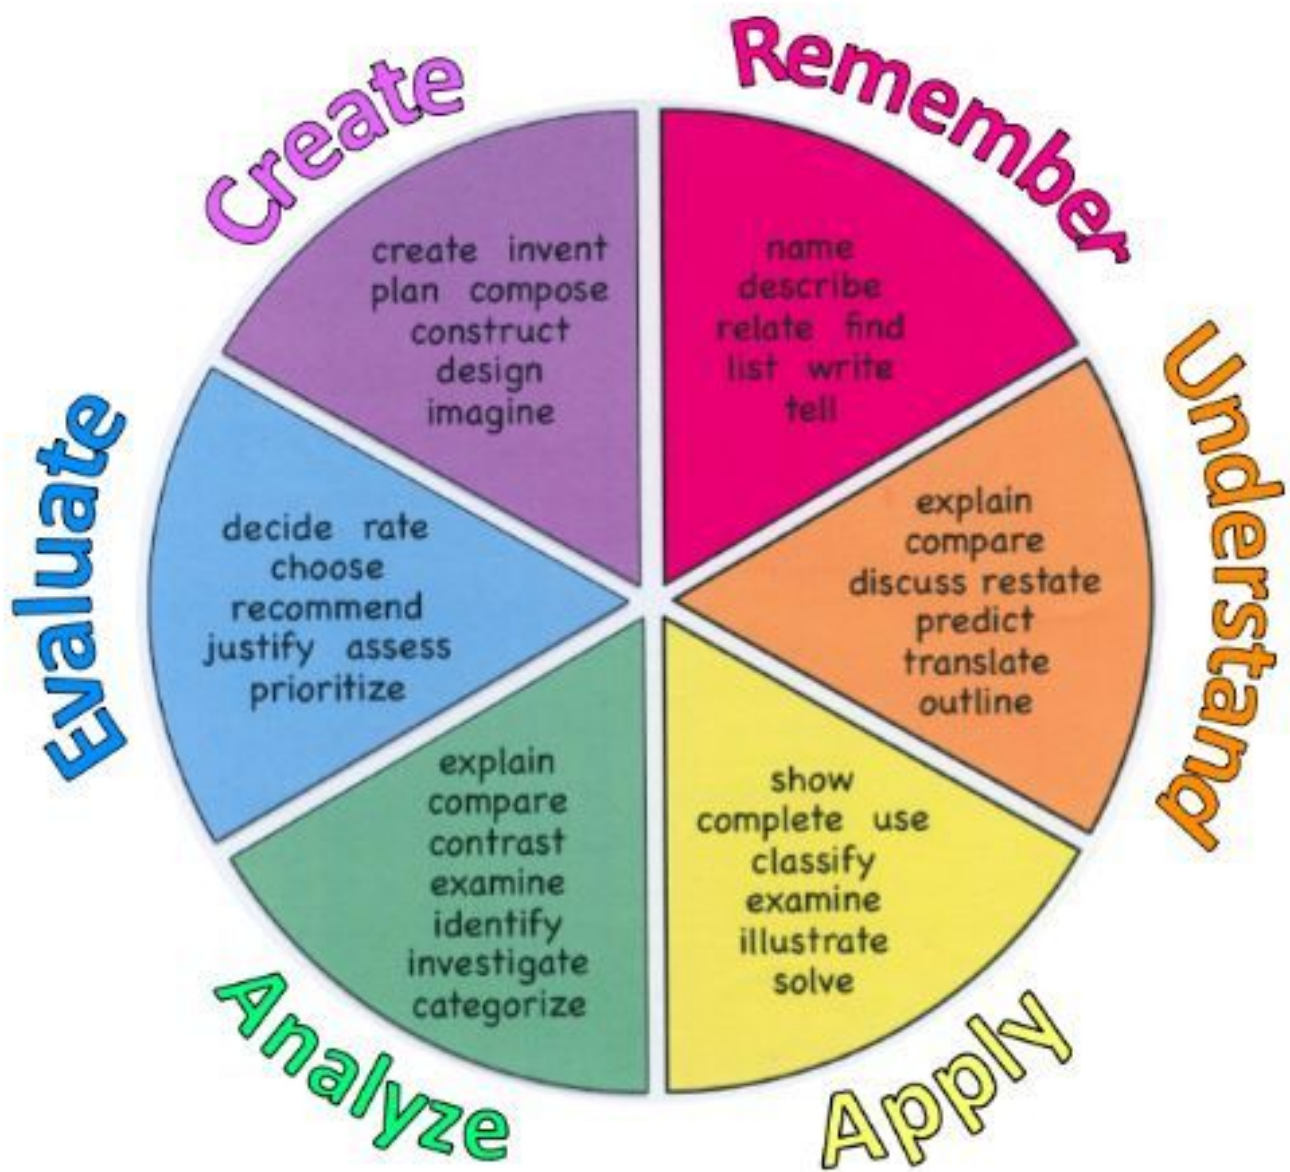 Remember
name
describe
relate find
list write
tell
Understand
explain
compare
discuss restate
predict
translate
outline
Apply
show
complete use
classify
examine
illustrate
solve
Analyze
explain
compare
contrast
examine
identify
investigate
categorize
Evaluate
decide rate
choose
recommend
justify assess
prioritize
Create
create invent
plan compose
construct
design
imagine